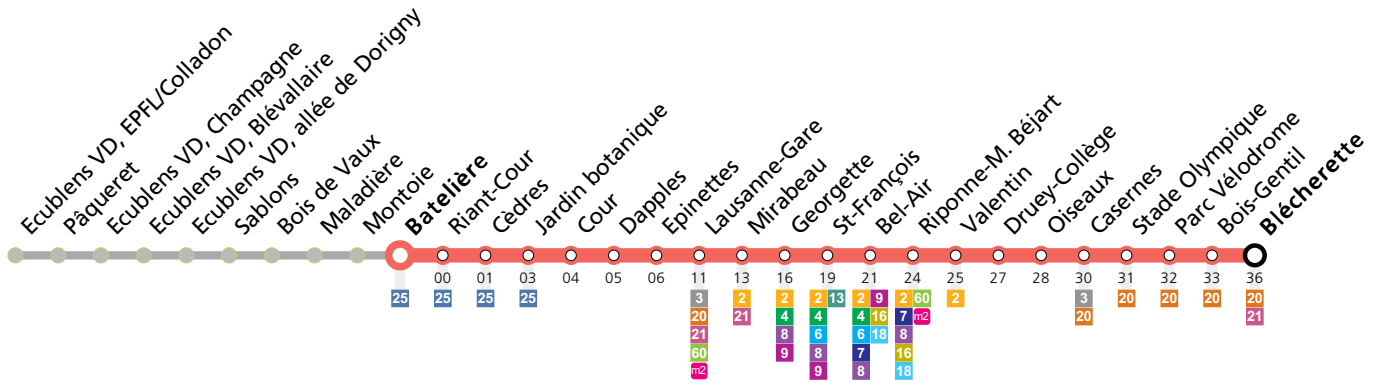 Ecublens VD, EPFL/Colladon
Pâqueret
Ecublens VD, Champagne
Ecublens VD, Blévallaire
Ecublens VD, allée de Dorigny
Sablons
Bois de Vaux
Maladière
Montoie
Batelière
Riant-Cour
Cèdres
Jardin botanique
Cour
Dapples
Epinettes
Lausanne-Gare
Mirabeau
Georgette
St-François
Bel-Air
Riponne-M. Béjart
Valentin
Druey-Collège
Oiseaux
Casernes
Stade Olympique
Parc Vélodrome
Bois-Gentil
Blécherette
00 01 03 04 05 06 11 13 16 19 21 24 25 27 28 30 31 32 33 36
25 25 25 25 3 2 2 2 13 2 9 2 60 2 3 20 20 20 20
20 21 4 4 4 16 7 m2 20 21
21 8 6 6 18 8
60 9 8 7 16
m2 9 8 18